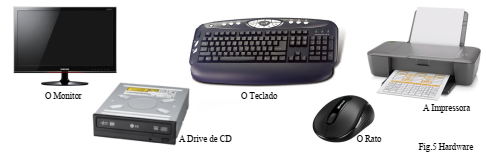 O Monitor
O Teclado
A Impressora
A Drive de CD
O Rato
Fig.5 Hardware